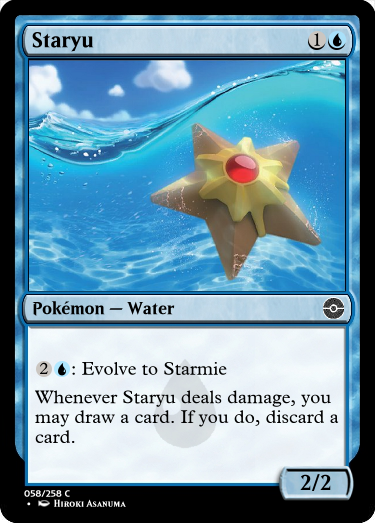 Staryu 1
Pokémon — Water
2 : Evolve to Starmie
Whenever Staryu deals damage, you
may draw a card. If you do, discard a
card.
2/2
058/258 C
• Hiroki Asanuma